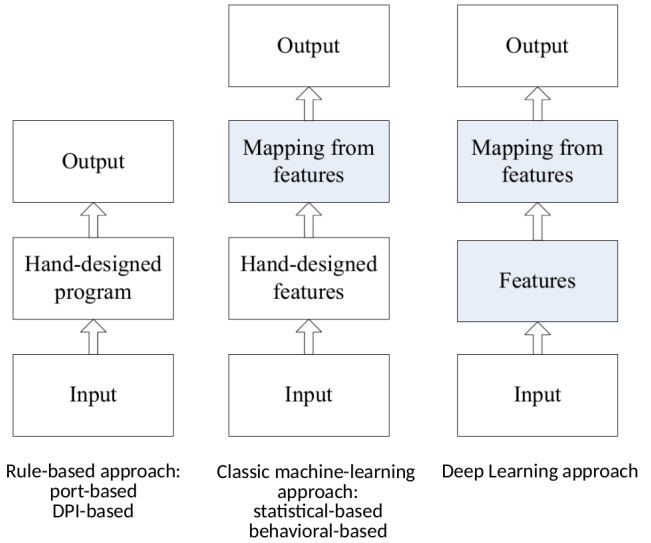 Output
Hand-designed
program
Input
Rule-based approach:
port-based
DPI-based
Output
Mapping from
features
Hand-designed
features
Input
Classic machine-learning
approach:
statistical-based
behavioral-based
Output
Mapping from
features
Features
Input
Deep Learning approach